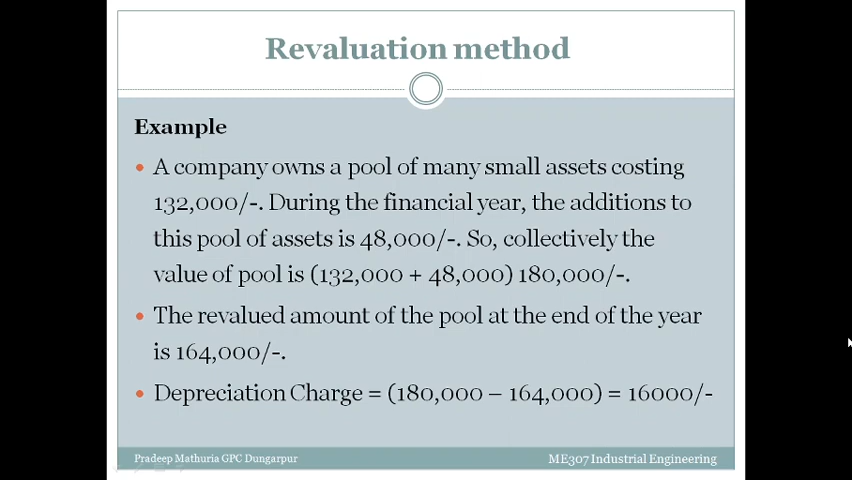 Revaluation method
Example
A company owns a pool of many small assets costing
132,000/-. During the financial year, the additions to
this pool of assets is 48,000/-. So, collectively the
value of pool is (132,000 + 48,000) 180,000/-.
The revalued amount of the pool at the end of the year
is 164,000/-.
Depreciation Charge = (180,000 – 164,000) = 16000/-
Pradeep Mathuria GPC Dungarpur
ME307 Industrial Engineering